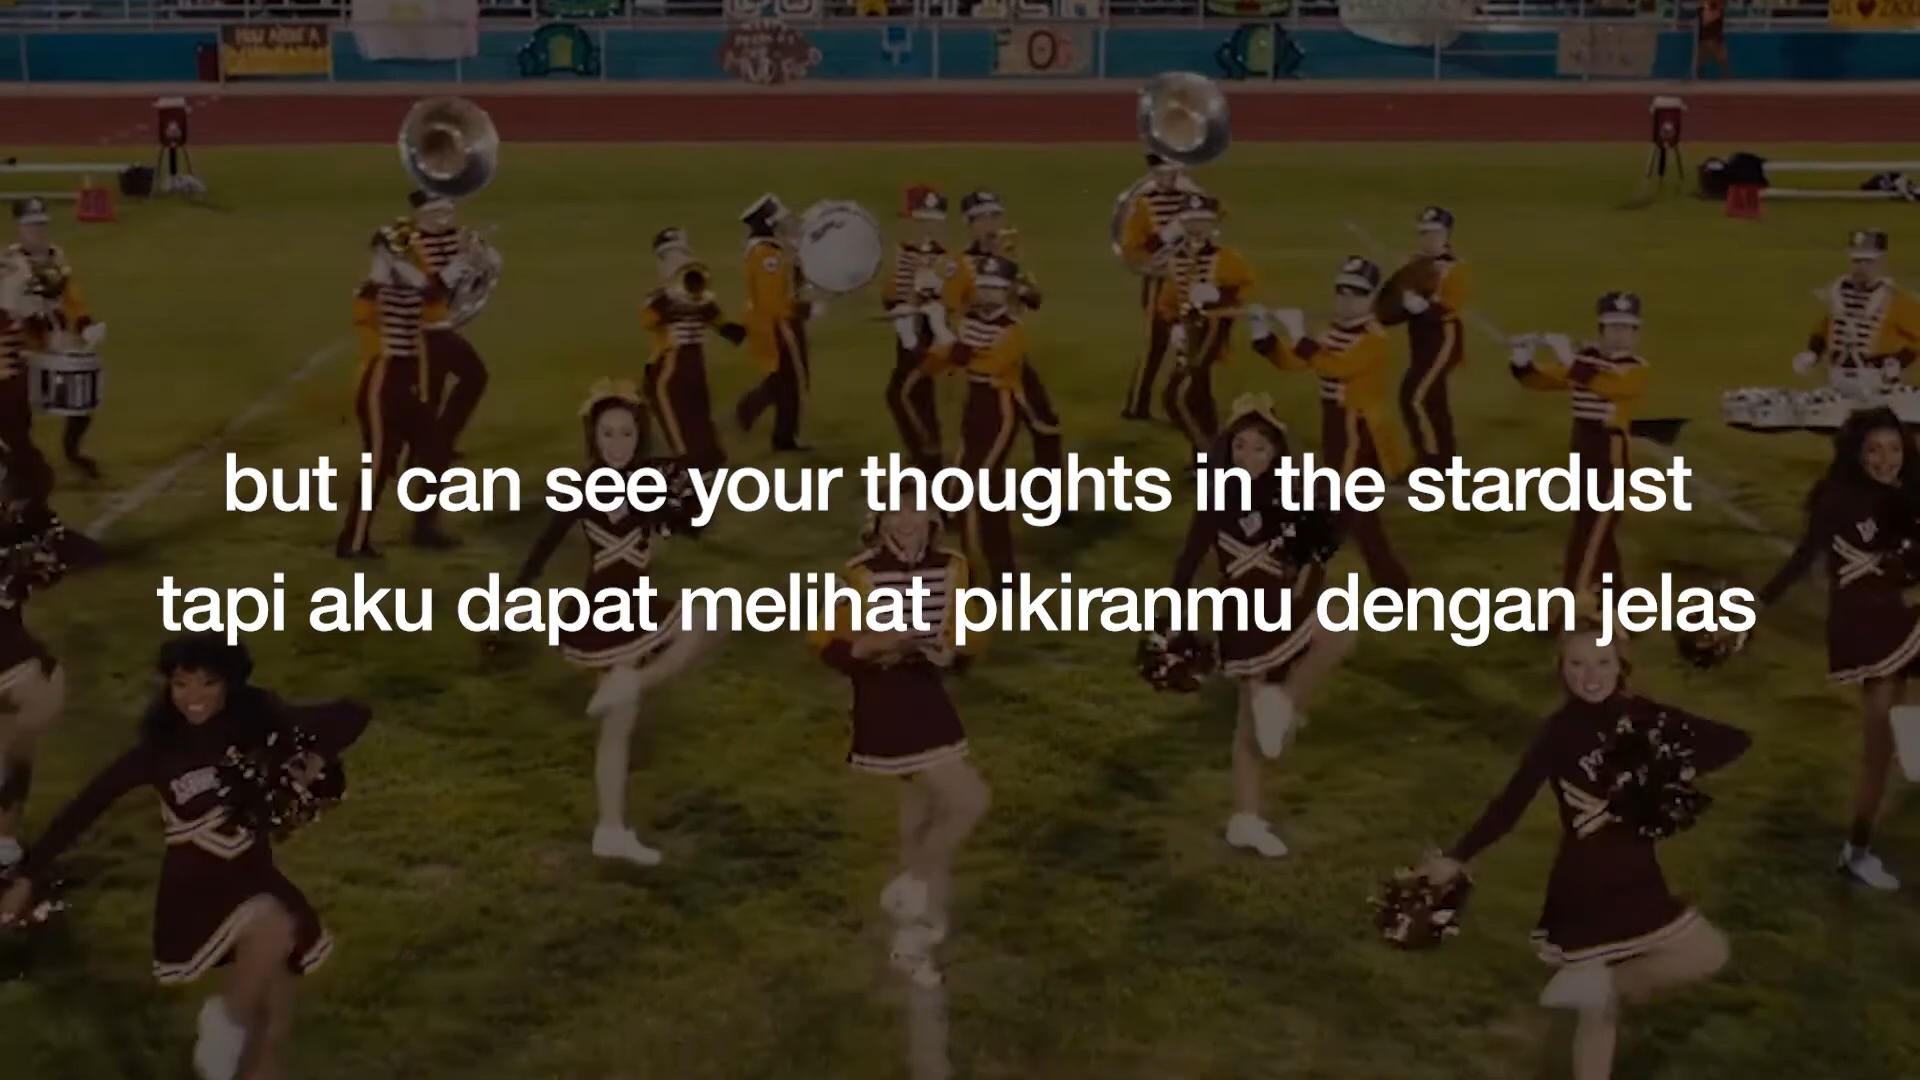 but i can see your thoughts in the stardust
tapi aku dapat melihat pikiranmu dengan jelas